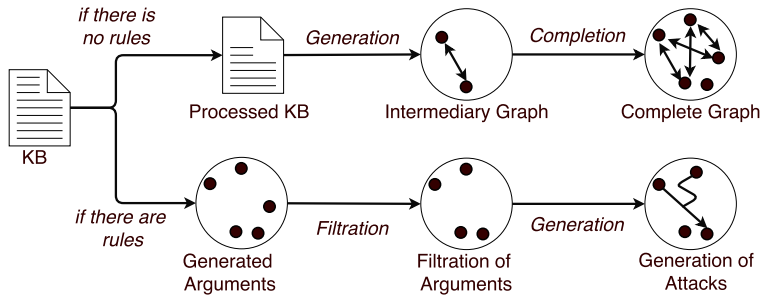 if there is
no rules
Generation
Completion
Processed KB
Intermediary Graph
Complete Graph
KB
if there are
rules
Filtration
Generation
Generated
Arguments
Filtration of
Arguments
Generation of
Attacks